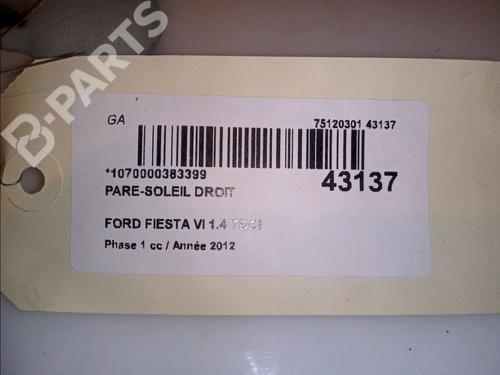 B-PARTS
GA
75120301 43137
*1070000383399
43137
PARE-SOLEIL DROIT
FORD FIESTA VI 1.4 TDCI
Phase 1 cc / Année 2012